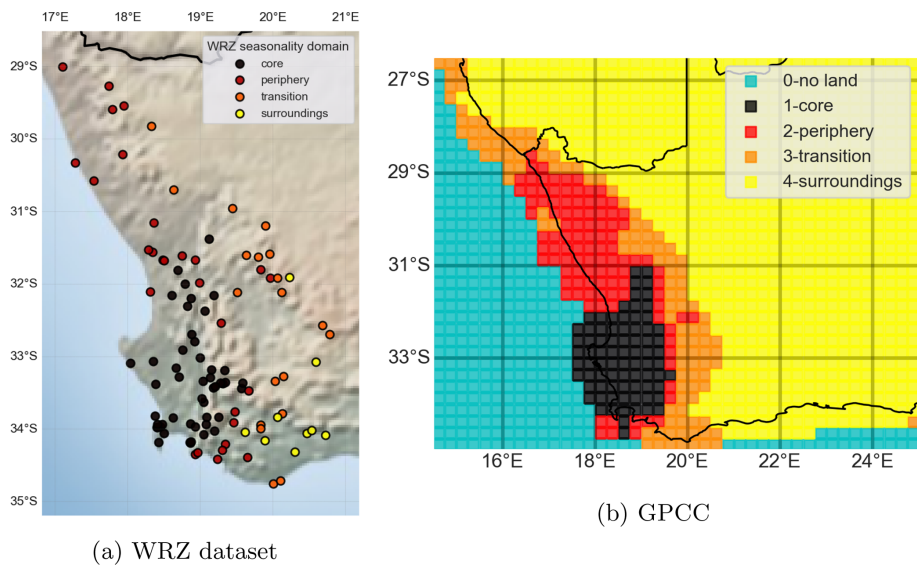 17°E 18°E 19°E 20°E 21°E
WRZ seasonality domain
core
periphery
transition
surroundings
29°S
30°S
31°S
32°S
33°S
34°S
35°S
(a) WRZ dataset
0-no land
1-core
2-periphery
3-transition
4-surroundings
27°S
29°S
31°S
33°S
16°E 18°E 20°E 22°E 24°E
(b) GPCC